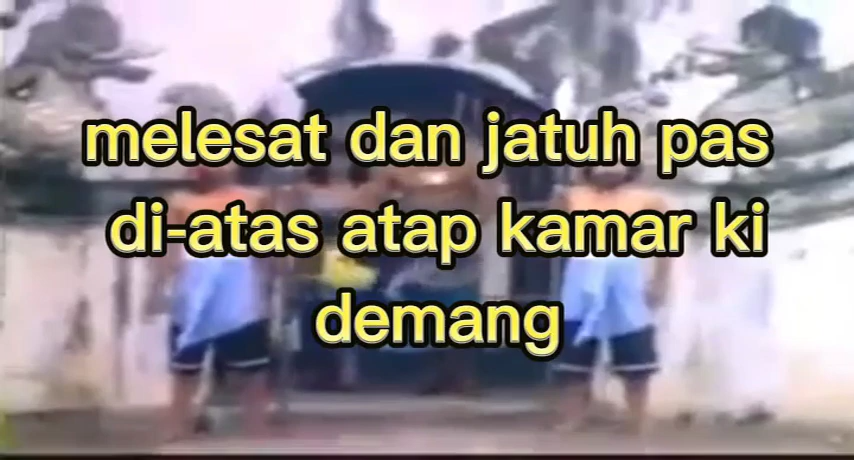 melesat dan jatuh pas
di-atas atap kamar ki
demang